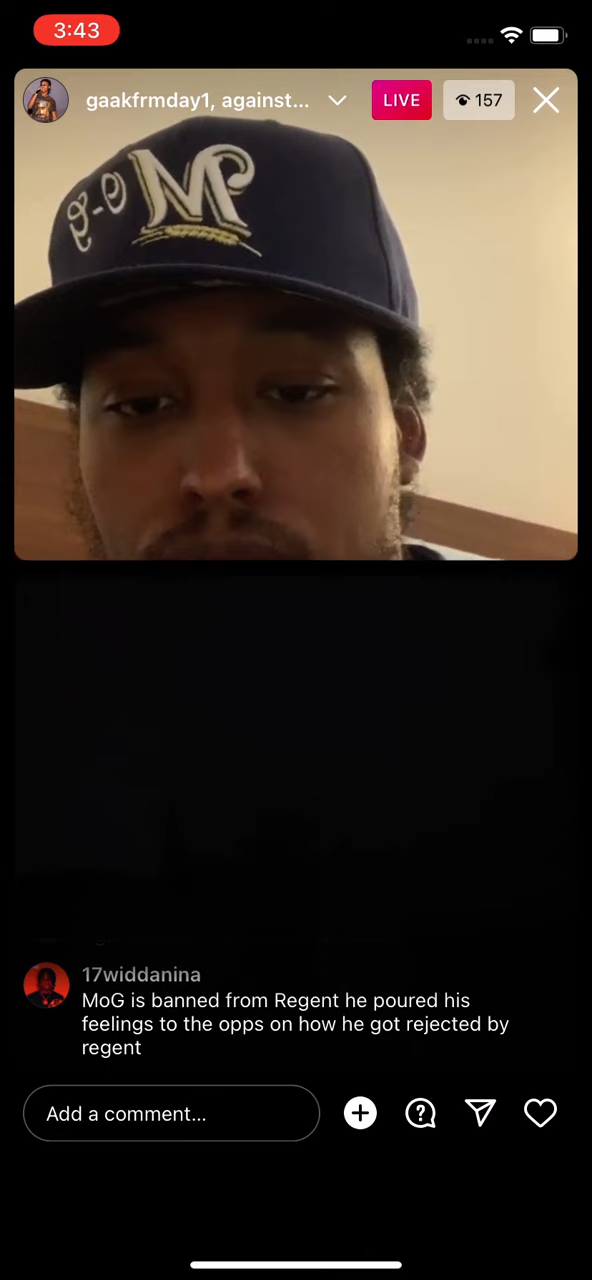 3:43
gaakfrmday1, against...
LIVE
157
M
17widdanina
MoG is banned from Regent he poured his
feelings to the opps on how he got rejected by
regent
Add a comment...